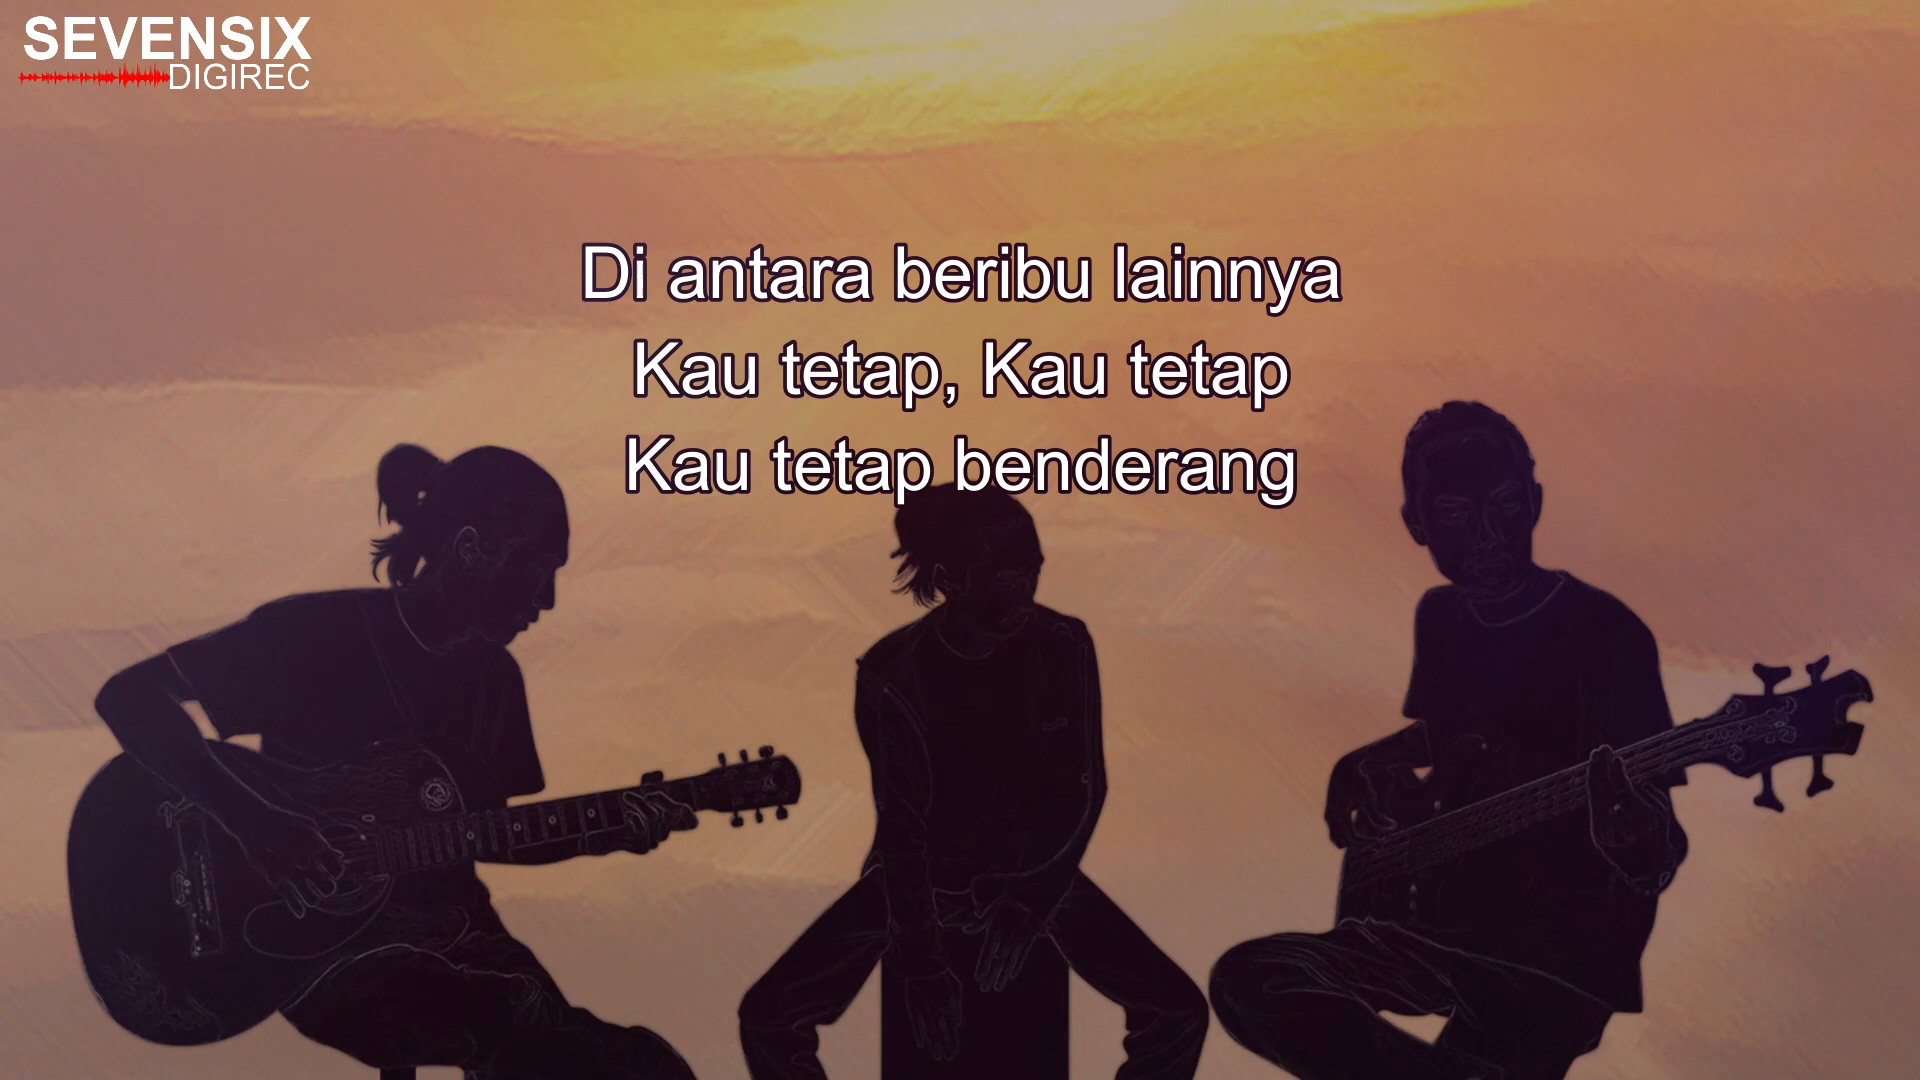 SEVENSIX
DIGIREC
Di antara beribu lainnya
Kau tetap, Kau tetap
Kau tetap benderang